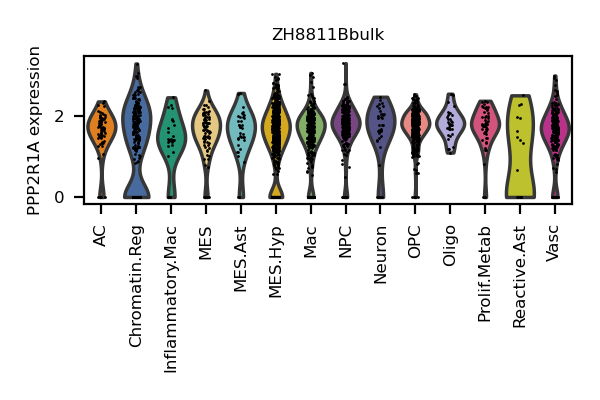 ZH8811Bbulk
PPP2R1A expression
2
0
AC
Chromatin.Reg
Inflammatory.Mac
MES
MES.Ast
MES.Hyp
Mac
NPC
Neuron
OPC
Oligo
Prolif.Metab
Reactive.Ast
Vasc